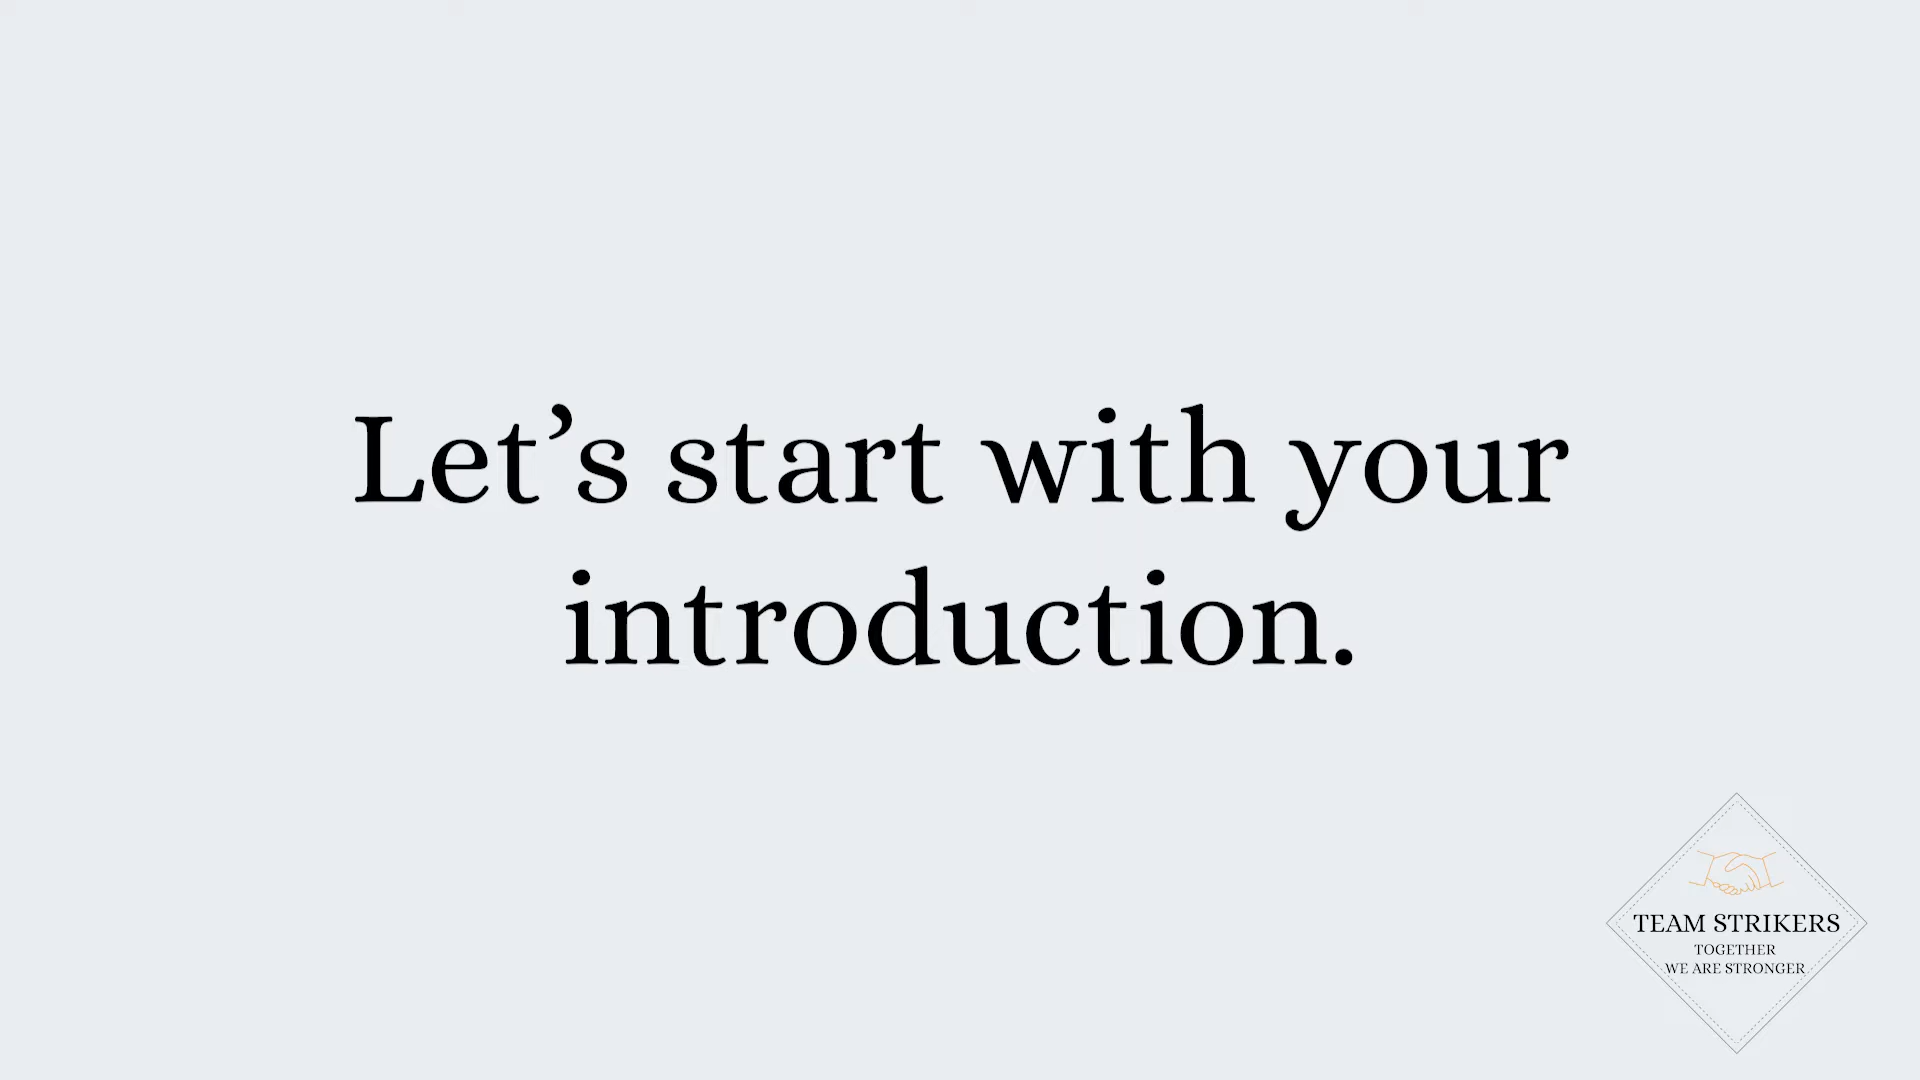 Let’s start with your
introduction.
TEAM STRIKERS
TOGETHER
WE ARE STRONGER